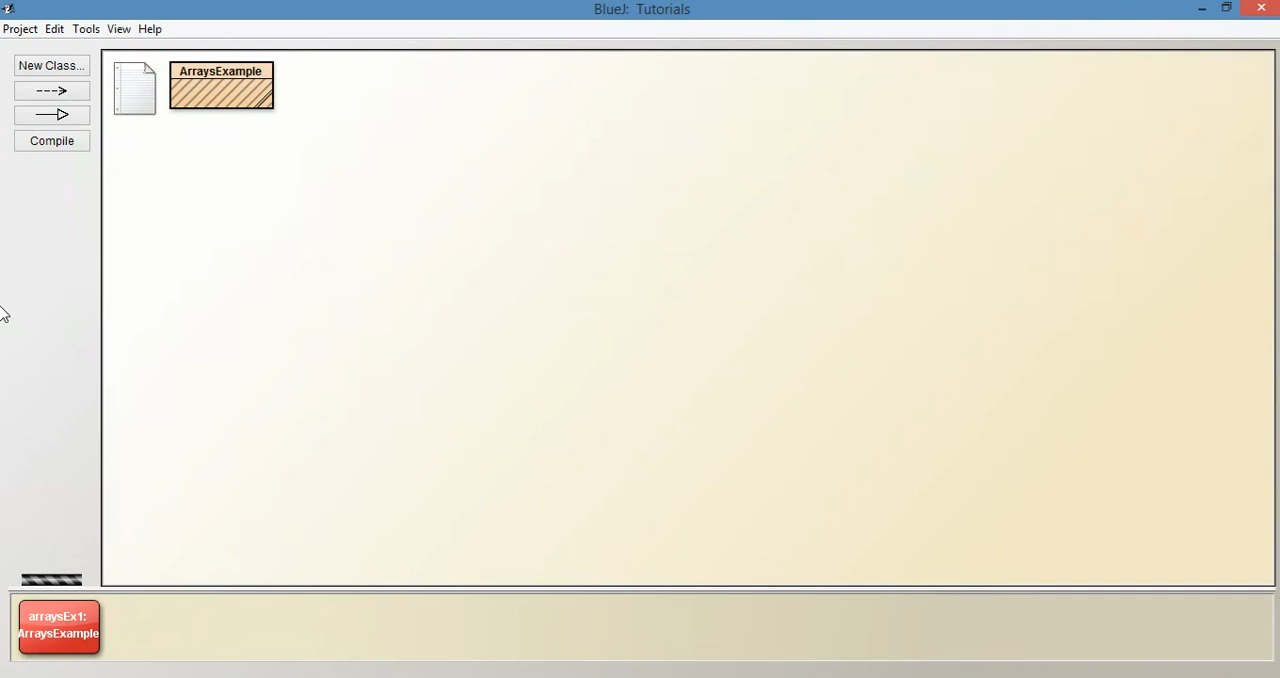 BlueJ: Tutorials
Project Edit Tools View Help
New Class...
Compile
ArraysExample
arraysEx1:
ArraysExample